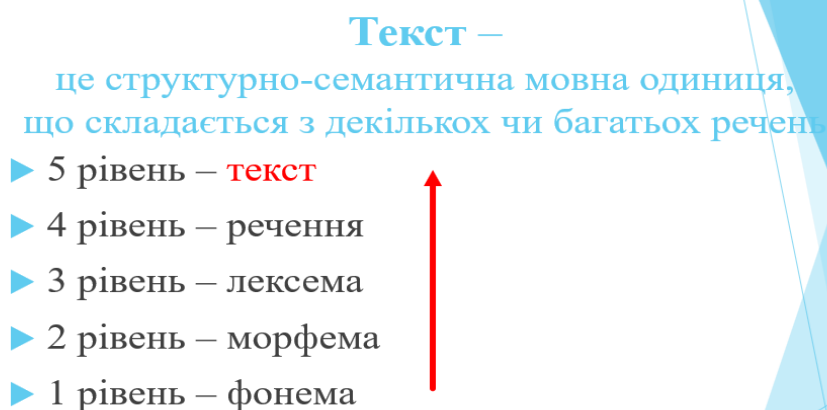 Текст –
це структурно-семантична мовна одиниця,
що складається з декількох чи багатьох речень
5 рівень – текст
4 рівень – речення
3 рівень – лексема
2 рівень – морфема
1 рівень – фонема